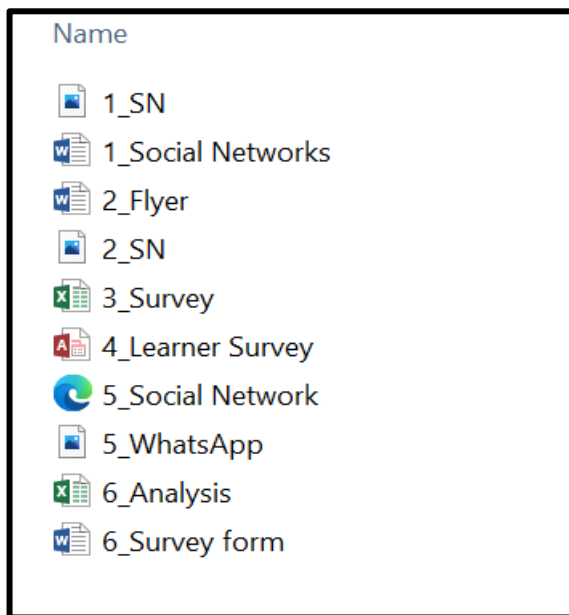 Name
1_SN
1_Social Networks
2_Flyer
2_SN
3_Survey
4_Learner Survey
5_Social Network
5_WhatsApp
6_Analysis
6_Survey form